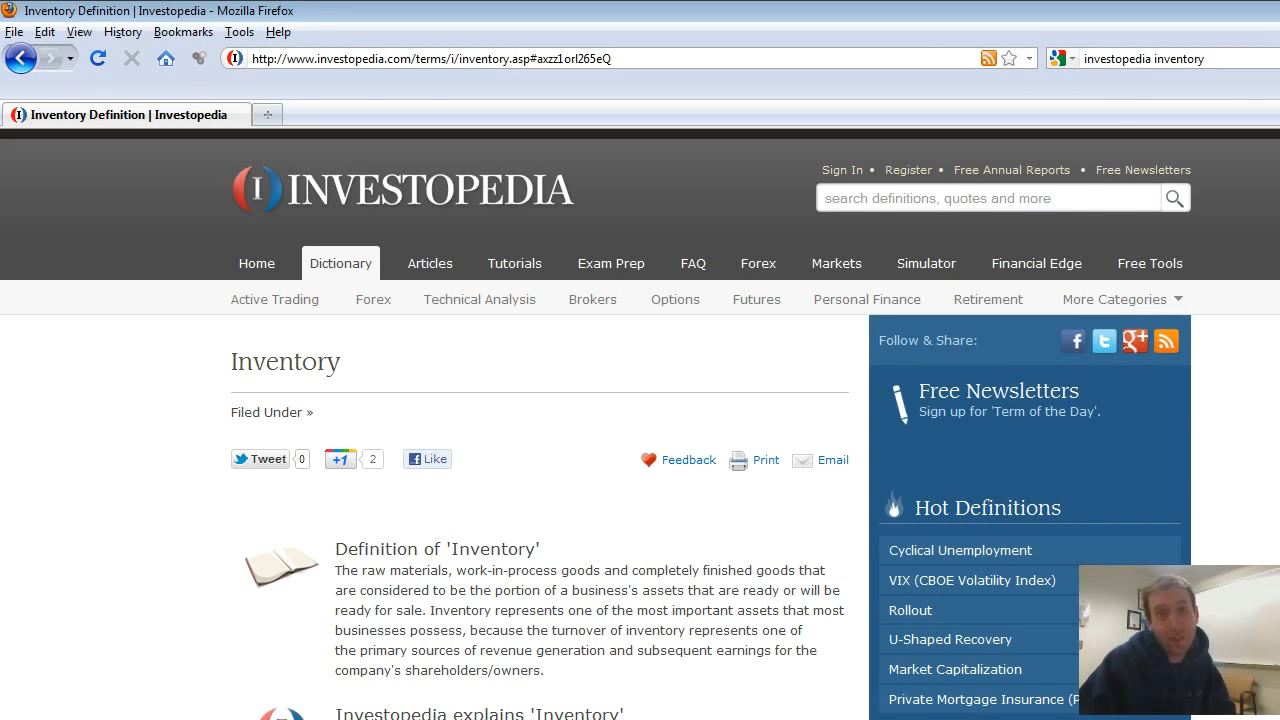 Inventory Definition | Investopedia - Mozilla Firefox
File Edit View History Bookmarks Tools Help
http://www.investopedia.com/terms/i/inventory.asp#axzz1orl265eQ
investopedia inventory
Inventory Definition | Investopedia
INVESTOPEDIA
Sign In • Register • Free Annual Reports • Free Newsletters
search definitions, quotes and more
Home Dictionary Articles Tutorials Exam Prep FAQ Forex Markets Simulator Financial Edge Free Tools
Active Trading Forex Technical Analysis Brokers Options Futures Personal Finance Retirement More Categories
Inventory
Filed Under »
Tweet 0 +1 2 Like
Feedback Print Email
Definition of 'Inventory'
The raw materials, work-in-process goods and completely finished goods that
are considered to be the portion of a business's assets that are ready or will be
ready for sale. Inventory represents one of the most important assets that most
businesses possess, because the turnover of inventory represents one of
the primary sources of revenue generation and subsequent earnings for the
company's shareholders/owners.
Investopedia explains 'Inventory'
Follow & Share:
Free Newsletters
Sign up for 'Term of the Day'.
Hot Definitions
Cyclical Unemployment
VIX (CBOE Volatility Index)
Rollout
U-Shaped Recovery
Market Capitalization
Private Mortgage Insurance (P